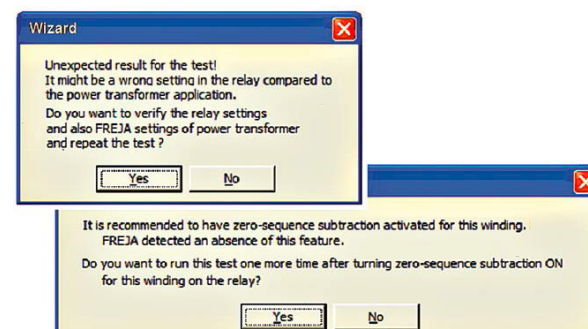 Wizard
Unexpected result for the test!
It might be a wrong setting in the relay compared to
the power transformer application.
Do you want to verify the relay settings
and also FREJA settings of power transformer
and repeat the test ?
Yes No
It is recommended to have zero-sequence subtraction activated for this winding.
FREJA detected an absence of this feature.
Do you want to run this test one more time after turning zero-sequence subtraction ON
for this winding on the relay?
Yes No